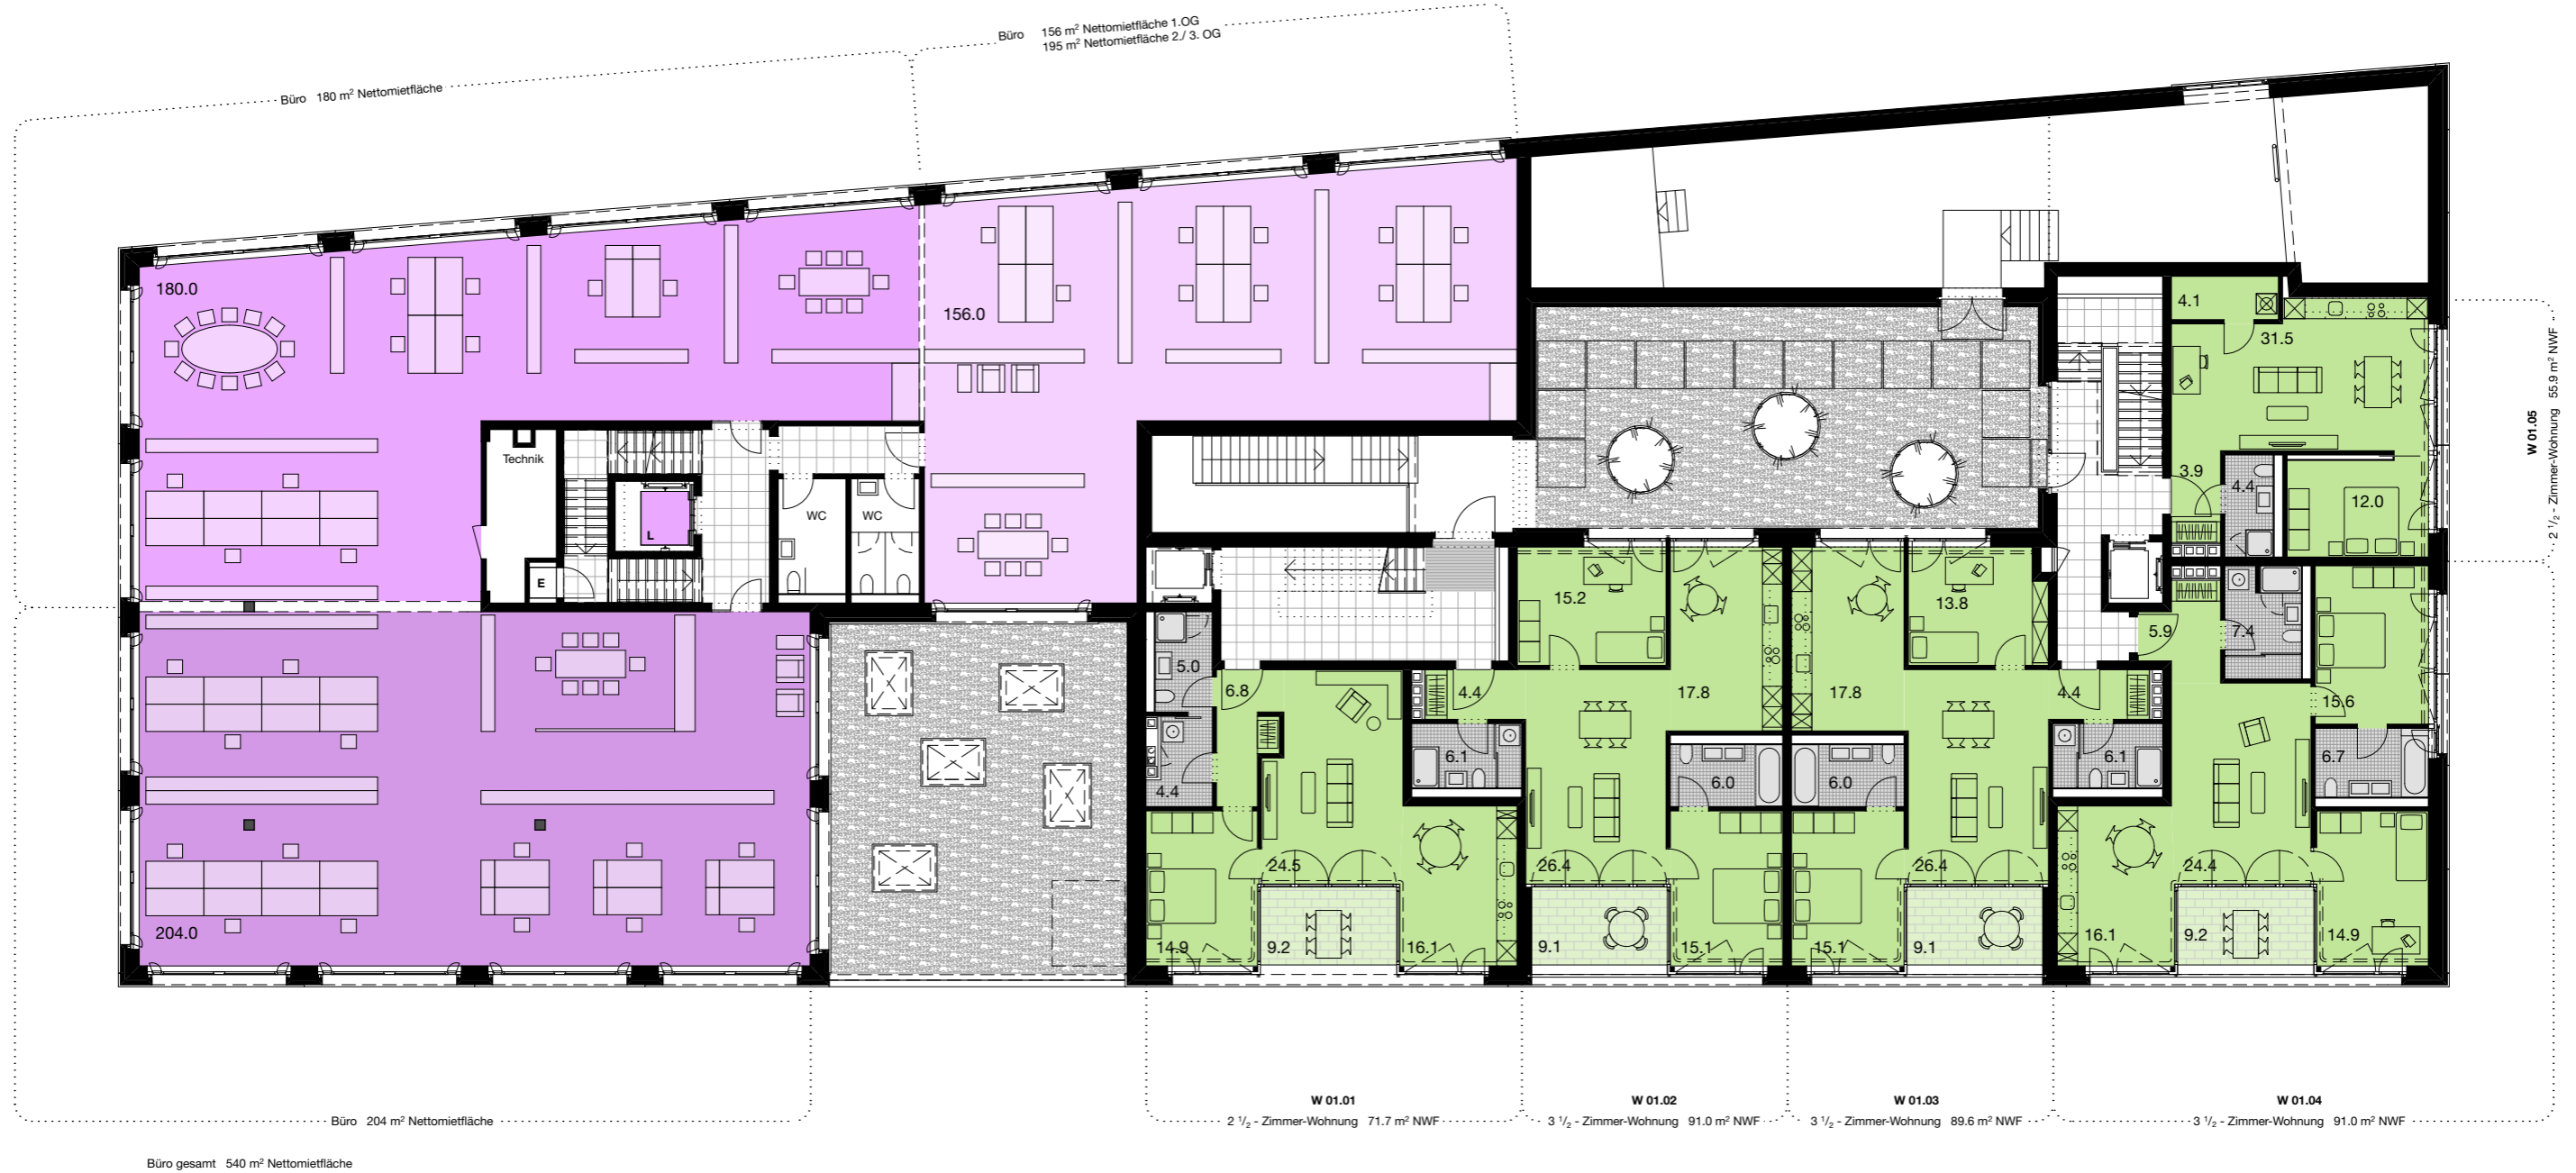 Büro 156 m² Nettomietfläche 1.OG
195 m² Nettomietfläche 2./ 3. OG
Büro 180 m² Nettomietfläche
180.0
156.0
4.1
31.5
W 01.05
2 1/2 - Zimmer-Wohnung 55.9 m² NWF
Technik
WC
WC
L
E
3.9
4.4
12.0
15.2
13.8
5.9
7.4
5.0
6.8
4.4
17.8
17.8
4.4
15.6
6.1
6.0
6.0
6.1
6.7
4.4
24.5
26.4
26.4
24.4
204.0
14.9
9.2
16.1
9.1
15.1
15.1
9.1
16.1
9.2
14.9
W 01.01
2 1/2 - Zimmer-Wohnung 71.7 m² NWF
W 01.02
3 1/2 - Zimmer-Wohnung 91.0 m² NWF
W 01.03
3 1/2 - Zimmer-Wohnung 89.6 m² NWF
W 01.04
3 1/2 - Zimmer-Wohnung 91.0 m² NWF
Büro 204 m² Nettomietfläche
Büro gesamt 540 m² Nettomietfläche